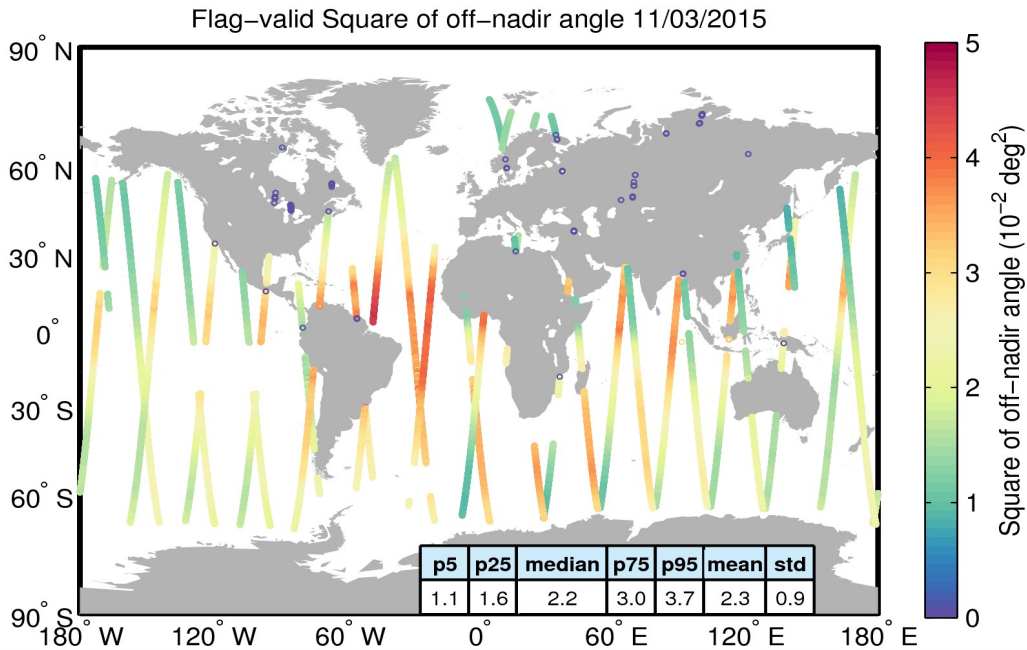 Flag−valid Square of off−nadir angle 11/03/2015
90° N
60° N
30° N
0°
30° S
60° S
90° S
180° W
120° W
60° W
0°
60° E
120° E
180° E
p5 p25 median p75 p95 mean std
1.1 1.6 2.2 3.0 3.7 2.3 0.9
5
4
3
2
1
0
Square of off−nadir angle (10⁻² deg²)